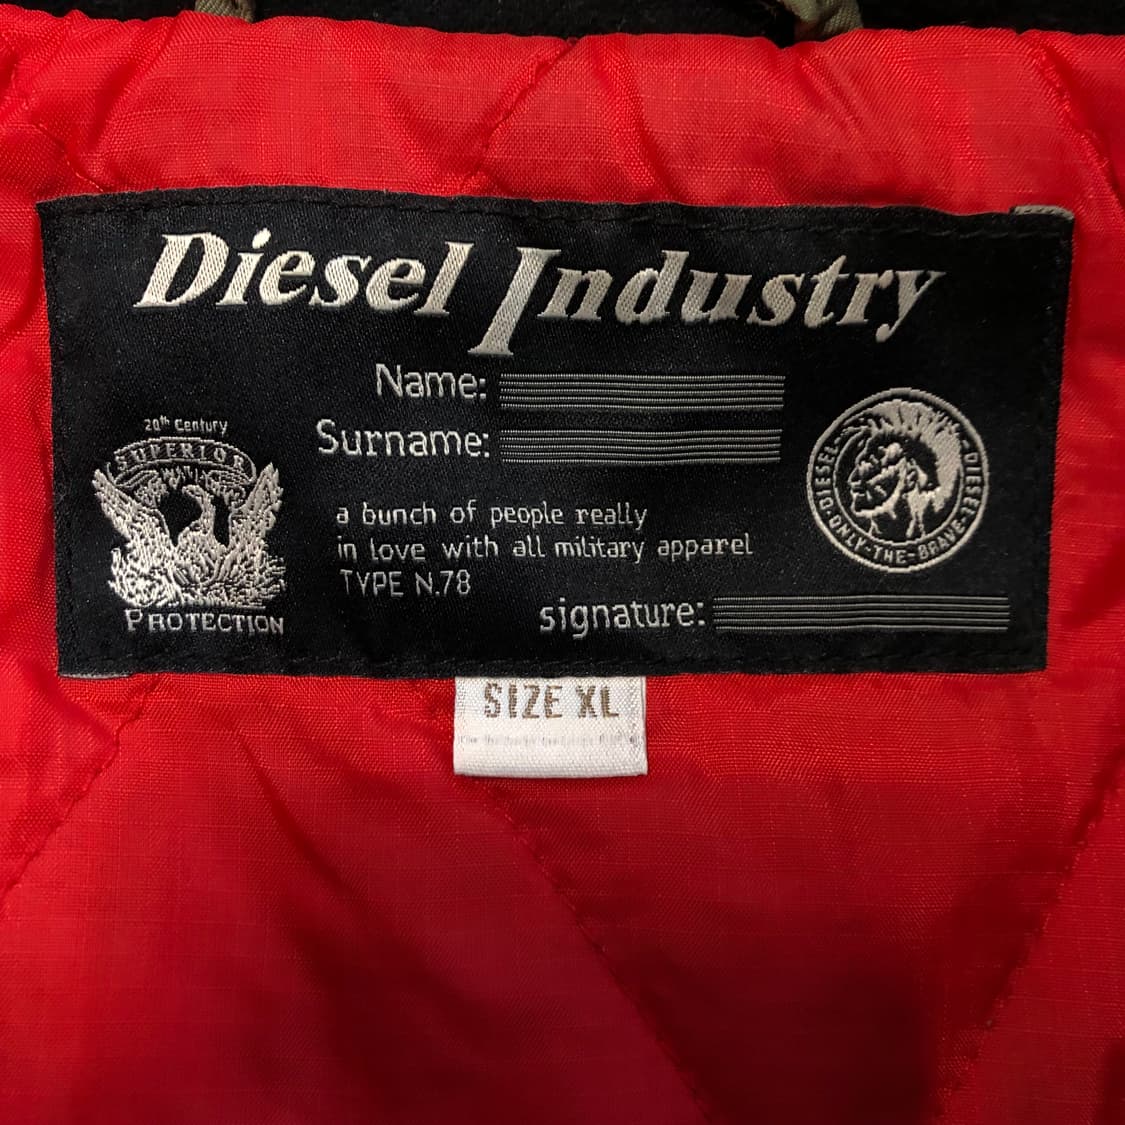 Diesel Industry
Name:
Surname:
20th Century
SUPERIOR
PROTECTION
a bunch of people really
in love with all military apparel
TYPE N.78
signature:
DIESEL-ONLY-THE-BRAVE-DIESEL
SIZE XL